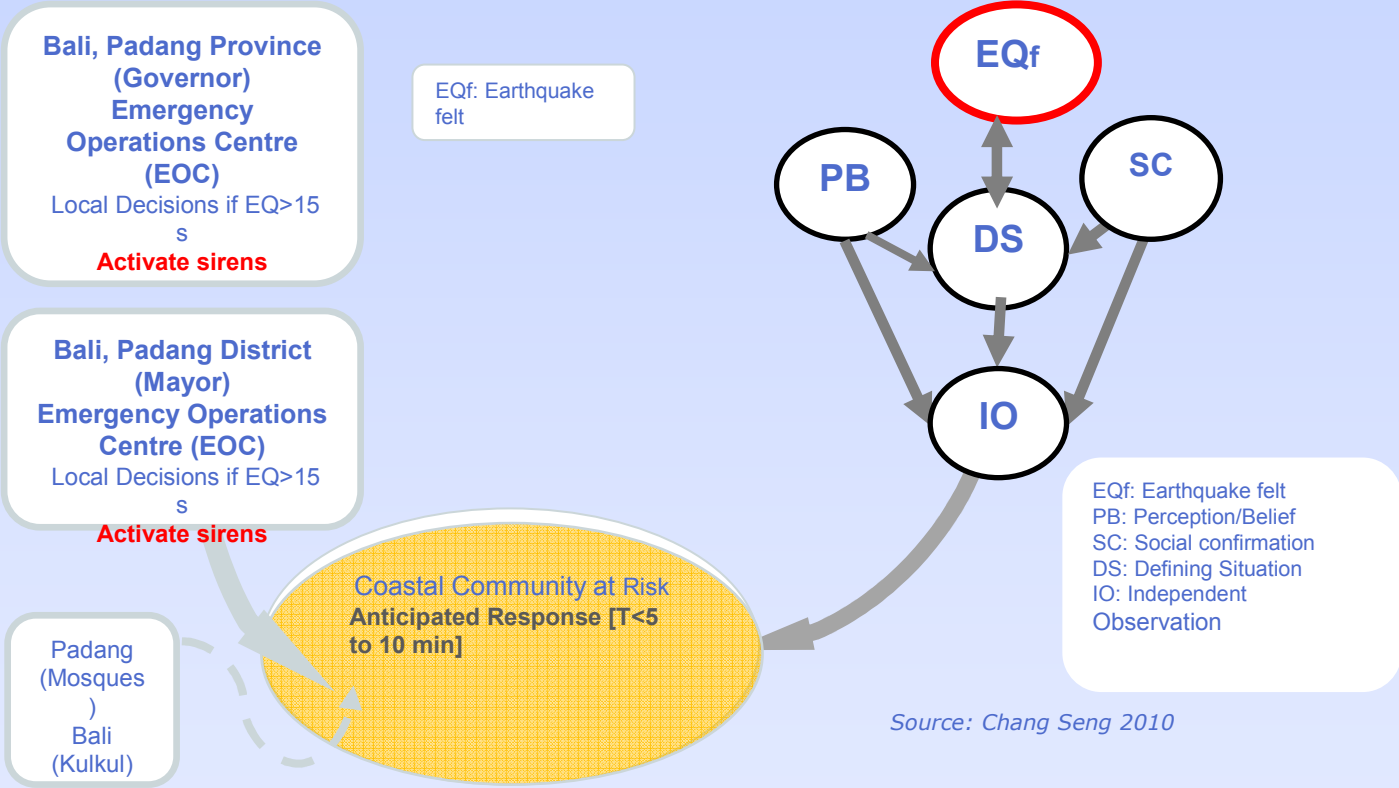 Bali, Padang Province
(Governor)
Emergency
Operations Centre
(EOC)
Local Decisions if EQ>15
s
Activate sirens
EQf: Earthquake
felt
EQf
PB
SC
DS
IO
Bali, Padang District
(Mayor)
Emergency Operations
Centre (EOC)
Local Decisions if EQ>15
s
Activate sirens
Coastal Community at Risk
Anticipated Response [T<5
to 10 min]
Padang
(Mosques
)
Bali
(Kulkul)
EQf: Earthquake felt
PB: Perception/Belief
SC: Social confirmation
DS: Defining Situation
IO: Independent
Observation
Source: Chang Seng 2010